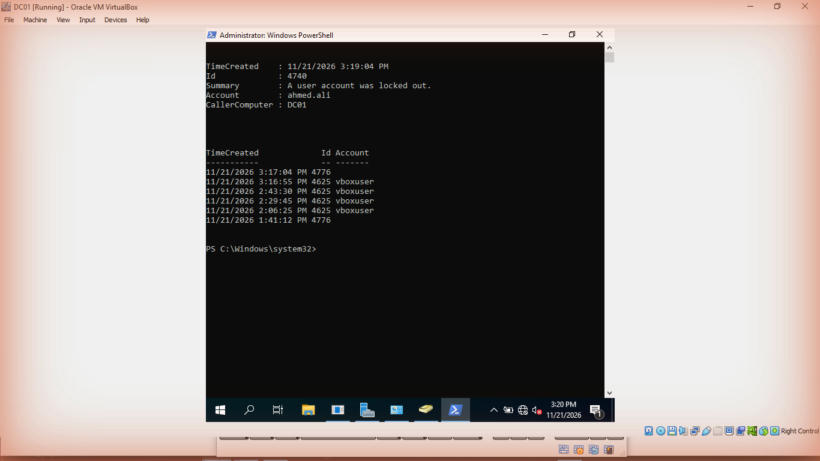 DC01 [Running] - Oracle VM VirtualBox
File Machine View Input Devices Help
Administrator: Windows PowerShell
TimeCreated : 11/21/2026 3:19:04 PM
Id : 4740
Summary : A user account was locked out.
Account : ahmed.ali
CallerComputer : DC01
TimeCreated Id Account
----------- -- -------
11/21/2026 3:17:04 PM 4776
11/21/2026 3:16:55 PM 4625 vboxuser
11/21/2026 2:43:30 PM 4625 vboxuser
11/21/2026 2:29:45 PM 4625 vboxuser
11/21/2026 2:06:25 PM 4625 vboxuser
11/21/2026 1:41:12 PM 4776
PS C:\Windows\system32>
3:20 PM
11/21/2026
1
Right Control